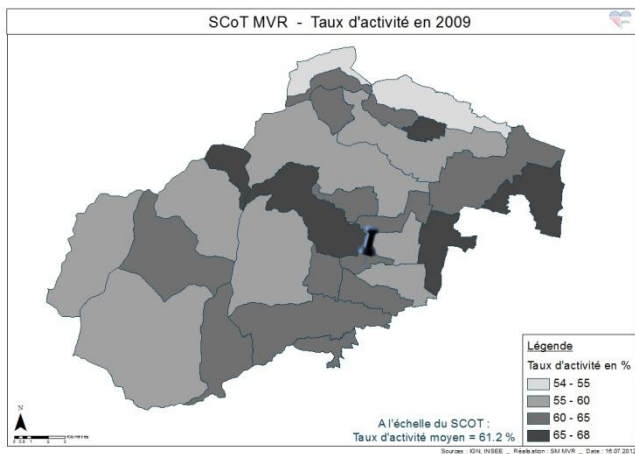 SCoT MVR - Taux d'activité en 2009
N
Légende
Taux d'activité en %
54 - 55
55 - 60
60 - 65
65 - 68
A l'échelle du SCOT :
Taux d'activité moyen = 61.2 %
Sources : IGN, INSEE _ Réalisation : SM MVR _ Date : 16.07.2012